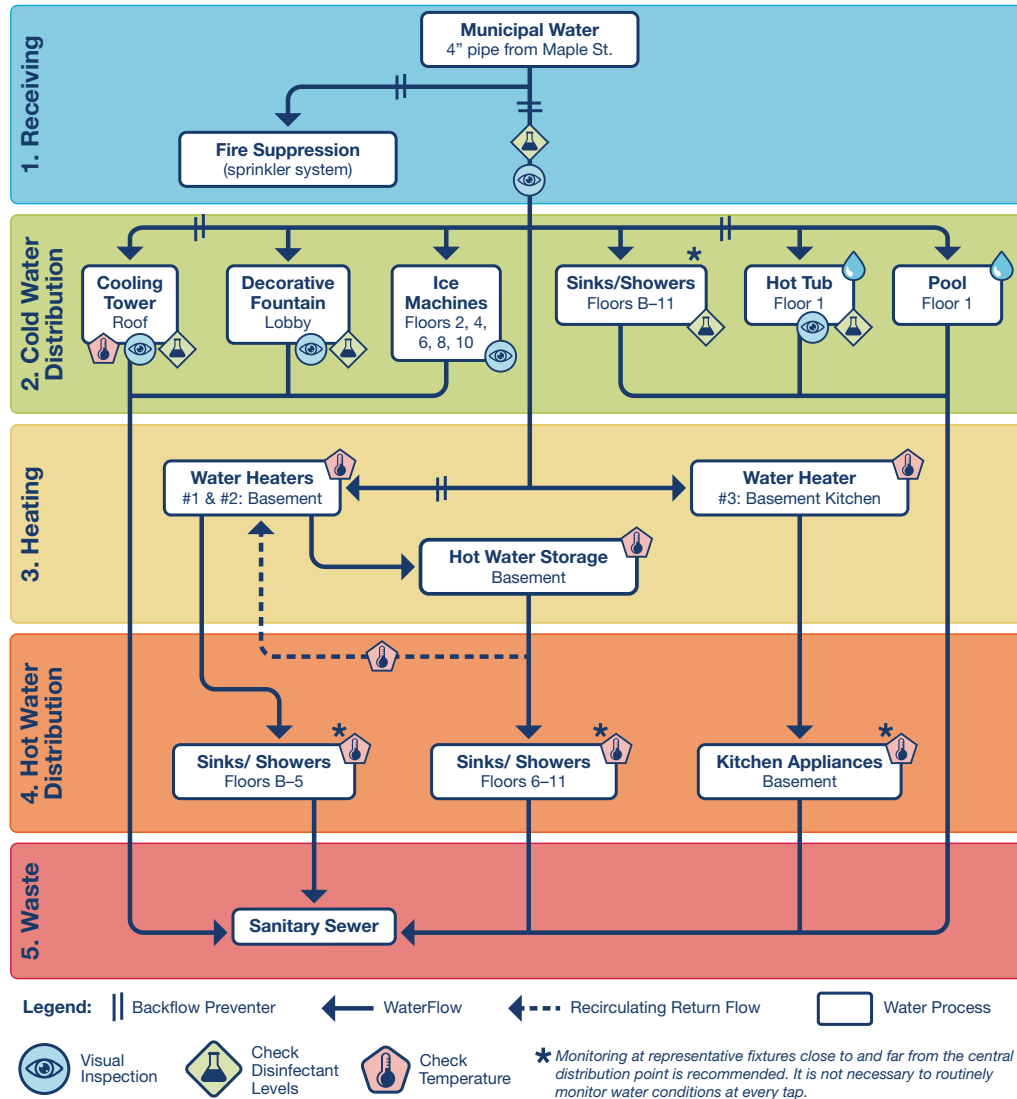 1. Receiving
Municipal Water
4” pipe from Maple St.
Fire Suppression
(sprinkler system)
2. Cold Water
Distribution
Cooling
Tower
Roof
Decorative
Fountain
Lobby
Ice
Machines
Floors 2, 4,
6, 8, 10
*
Sinks/Showers
Floors B–11
Hot Tub
Floor 1
Pool
Floor 1
3. Heating
Water Heaters
#1 & #2: Basement
Water Heater
#3: Basement Kitchen
Hot Water Storage
Basement
4. Hot Water
Distribution
*
Sinks/ Showers
Floors B–5
*
Sinks/ Showers
Floors 6–11
*
Kitchen Appliances
Basement
5. Waste
Sanitary Sewer
Legend:
Backflow Preventer
WaterFlow
Recirculating Return Flow
Water Process
Visual
Inspection
Check
Disinfectant
Levels
Check
Temperature
* Monitoring at representative fixtures close to and far from the central
distribution point is recommended. It is not necessary to routinely
monitor water conditions at every tap.